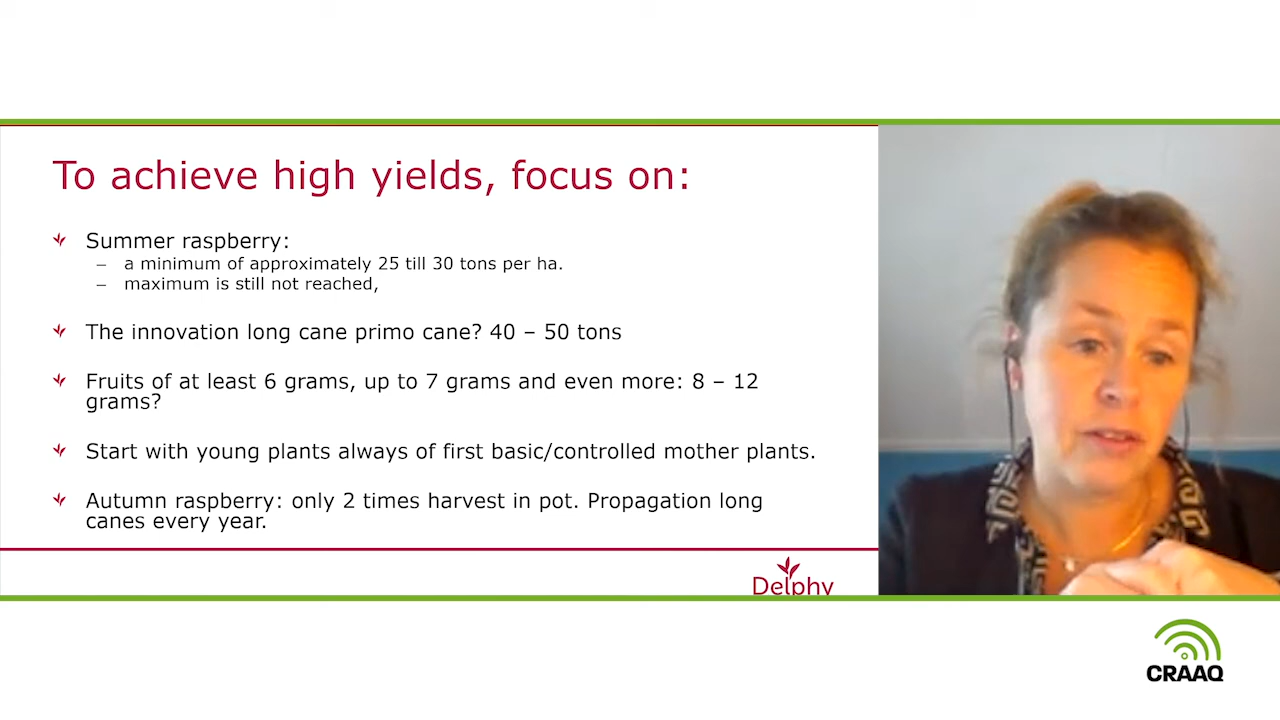 To achieve high yields, focus on:
Summer raspberry:
– a minimum of approximately 25 till 30 tons per ha.
– maximum is still not reached,
The innovation long cane primo cane? 40 – 50 tons
Fruits of at least 6 grams, up to 7 grams and even more: 8 – 12
grams?
Start with young plants always of first basic/controlled mother plants.
Autumn raspberry: only 2 times harvest in pot. Propagation long
canes every year.
Delphy
CRAAQ